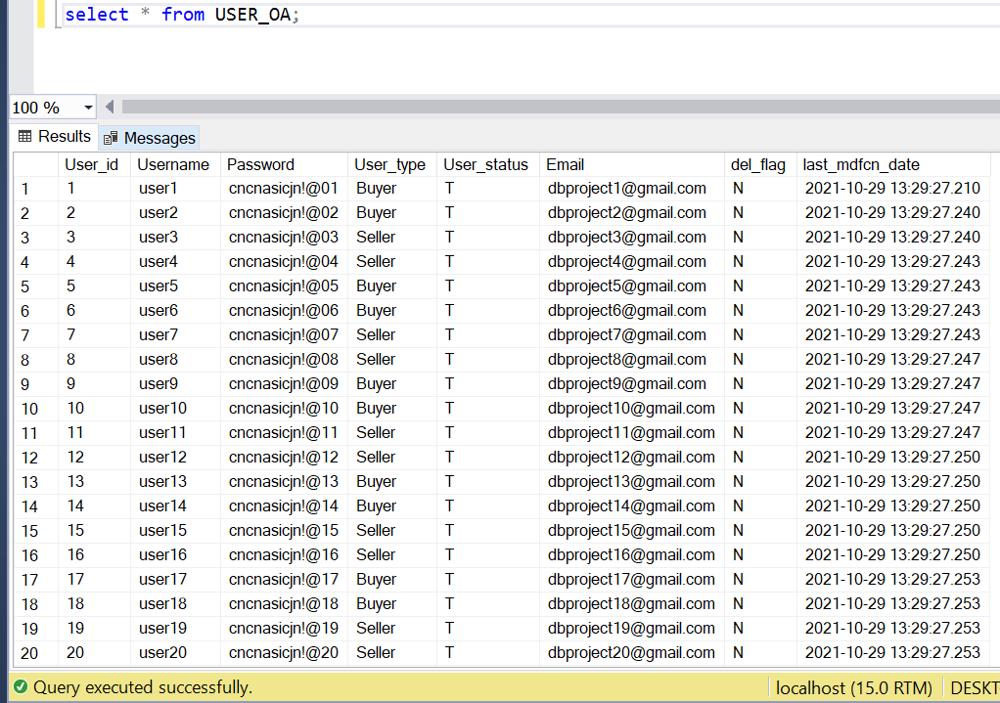 select * from USER_OA;
100 %
Results Messages
User_id Username Password User_type User_status Email del_flag last_mdfcn_date
1 1 user1 cncnasicjn!@01 Buyer T dbproject1@gmail.com N 2021-10-29 13:29:27.210
2 2 user2 cncnasicjn!@02 Buyer T dbproject2@gmail.com N 2021-10-29 13:29:27.240
3 3 user3 cncnasicjn!@03 Seller T dbproject3@gmail.com N 2021-10-29 13:29:27.240
4 4 user4 cncnasicjn!@04 Seller T dbproject4@gmail.com N 2021-10-29 13:29:27.243
5 5 user5 cncnasicjn!@05 Buyer T dbproject5@gmail.com N 2021-10-29 13:29:27.243
6 6 user6 cncnasicjn!@06 Buyer T dbproject6@gmail.com N 2021-10-29 13:29:27.243
7 7 user7 cncnasicjn!@07 Seller T dbproject7@gmail.com N 2021-10-29 13:29:27.243
8 8 user8 cncnasicjn!@08 Seller T dbproject8@gmail.com N 2021-10-29 13:29:27.247
9 9 user9 cncnasicjn!@09 Buyer T dbproject9@gmail.com N 2021-10-29 13:29:27.247
10 10 user10 cncnasicjn!@10 Buyer T dbproject10@gmail.com N 2021-10-29 13:29:27.247
11 11 user11 cncnasicjn!@11 Seller T dbproject11@gmail.com N 2021-10-29 13:29:27.247
12 12 user12 cncnasicjn!@12 Seller T dbproject12@gmail.com N 2021-10-29 13:29:27.250
13 13 user13 cncnasicjn!@13 Buyer T dbproject13@gmail.com N 2021-10-29 13:29:27.250
14 14 user14 cncnasicjn!@14 Buyer T dbproject14@gmail.com N 2021-10-29 13:29:27.250
15 15 user15 cncnasicjn!@15 Seller T dbproject15@gmail.com N 2021-10-29 13:29:27.250
16 16 user16 cncnasicjn!@16 Seller T dbproject16@gmail.com N 2021-10-29 13:29:27.250
17 17 user17 cncnasicjn!@17 Buyer T dbproject17@gmail.com N 2021-10-29 13:29:27.253
18 18 user18 cncnasicjn!@18 Buyer T dbproject18@gmail.com N 2021-10-29 13:29:27.253
19 19 user19 cncnasicjn!@19 Seller T dbproject19@gmail.com N 2021-10-29 13:29:27.253
20 20 user20 cncnasicjn!@20 Seller T dbproject20@gmail.com N 2021-10-29 13:29:27.253
Query executed successfully. localhost (15.0 RTM) DESKT